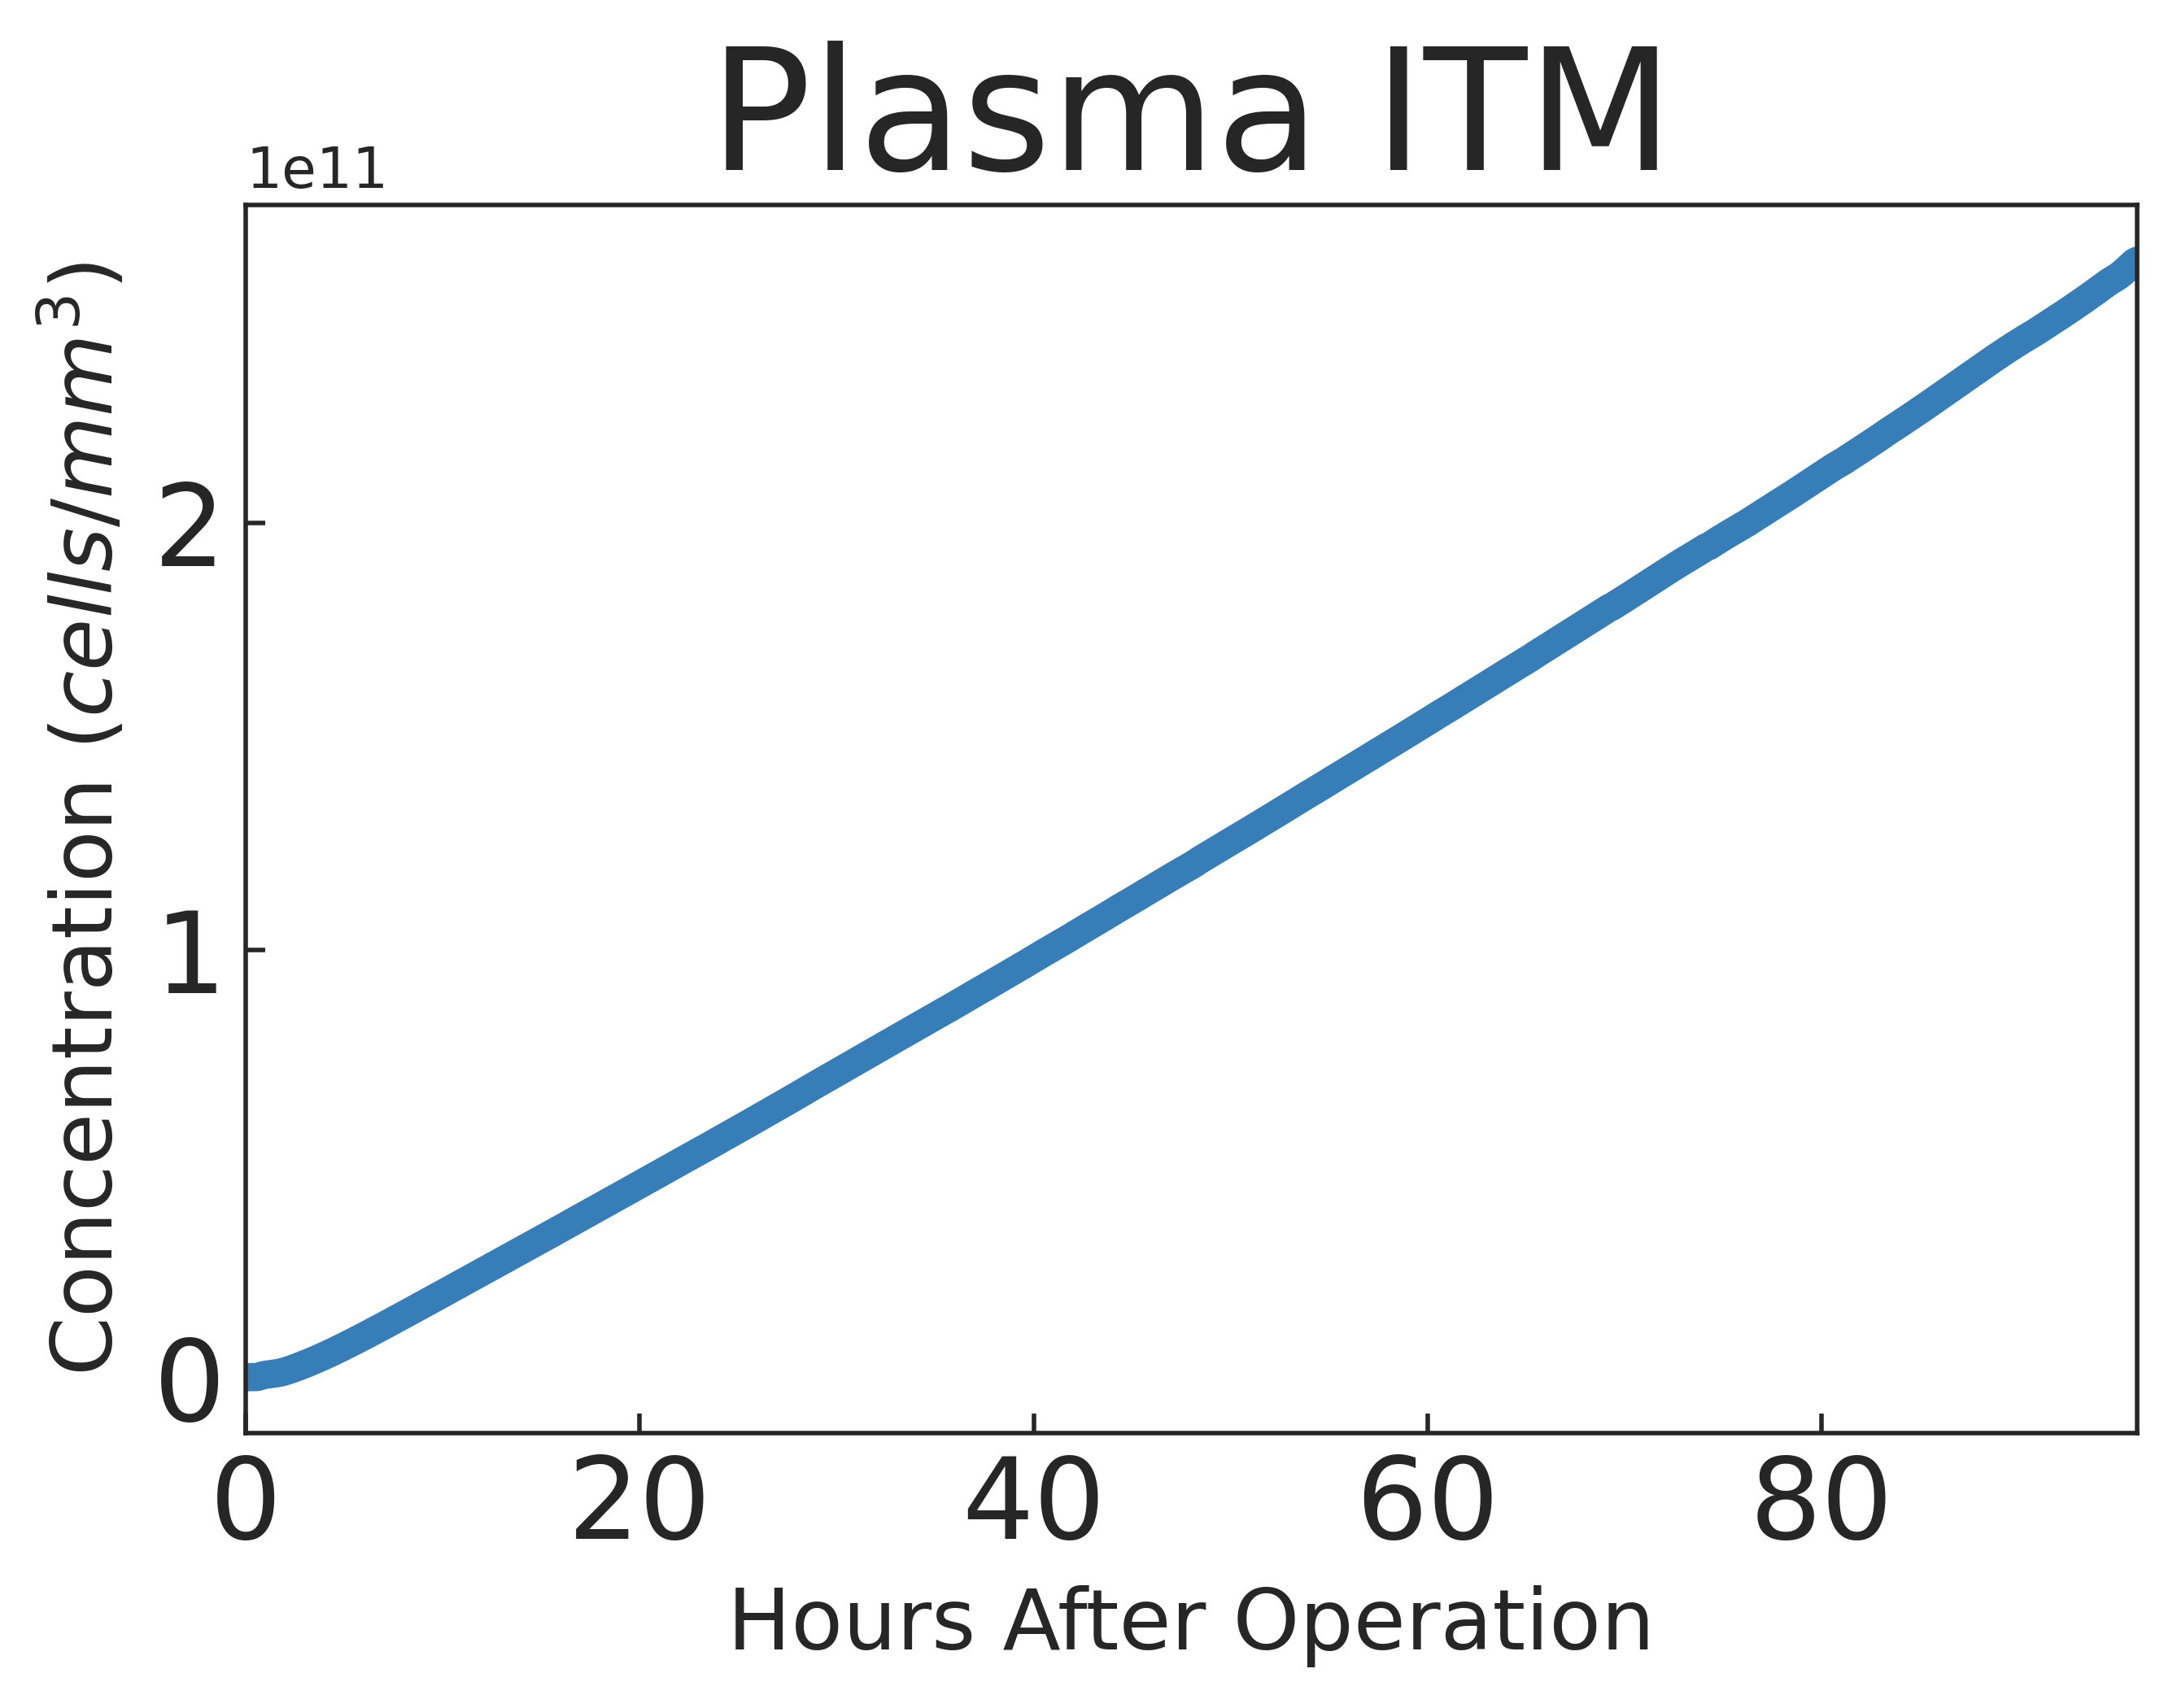 Plasma ITM
1e11
Concentration (cells/mm³)
2
1
0
0 20 40 60 80
Hours After Operation